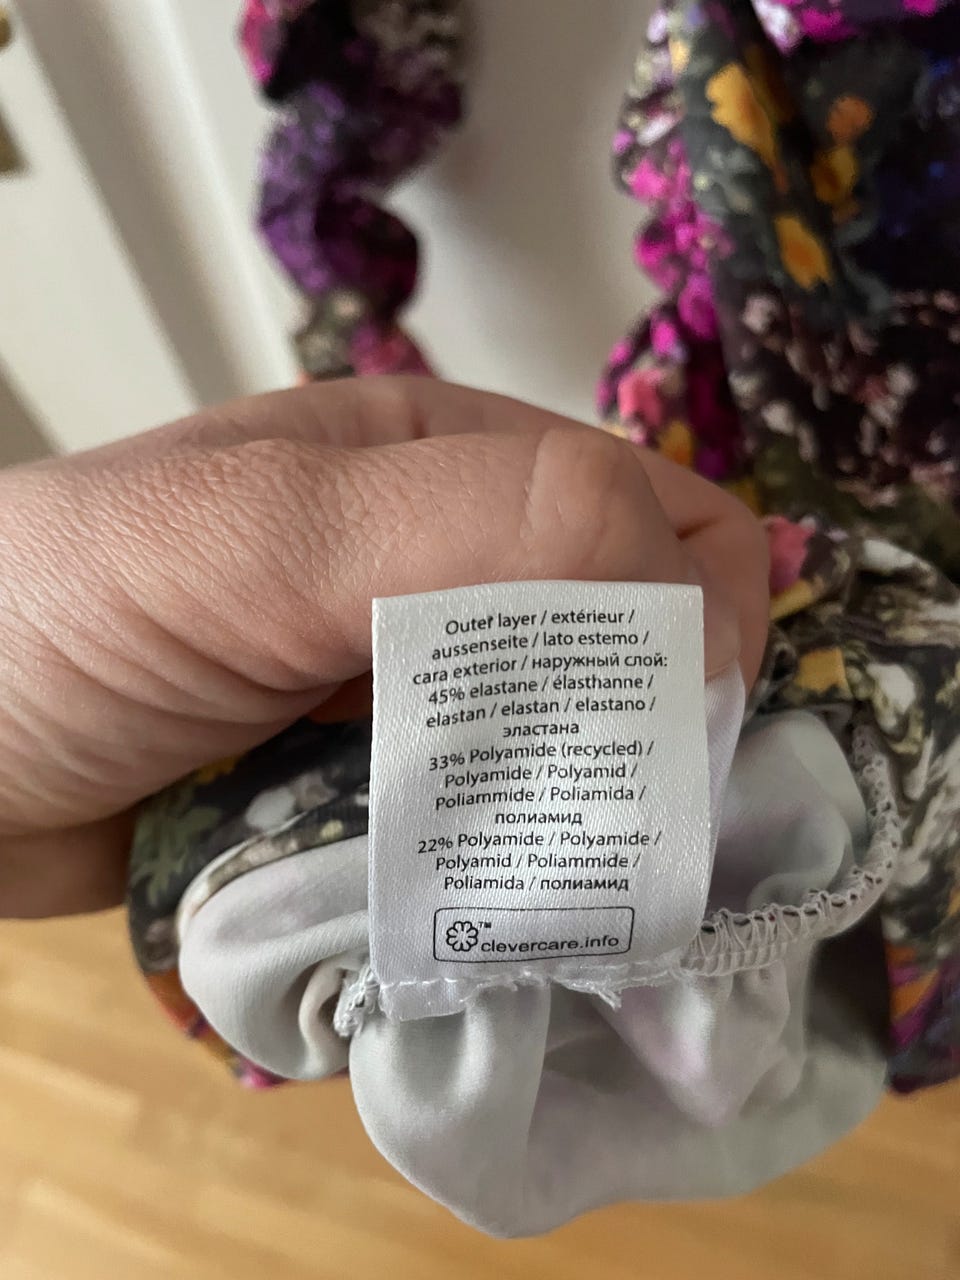 Outer layer / extérieur /
aussenseite / lato estemo /
cara exterior / наружный слой:
45% elastane / élasthanne /
elastan / elastan / elastano /
эластана
33% Polyamide (recycled) /
Polyamide / Polyamid /
Poliammide / Poliamida /
полиамид
22% Polyamide / Polyamide /
Polyamid / Poliammide /
Poliamida / полиамид
™ clevercare.info